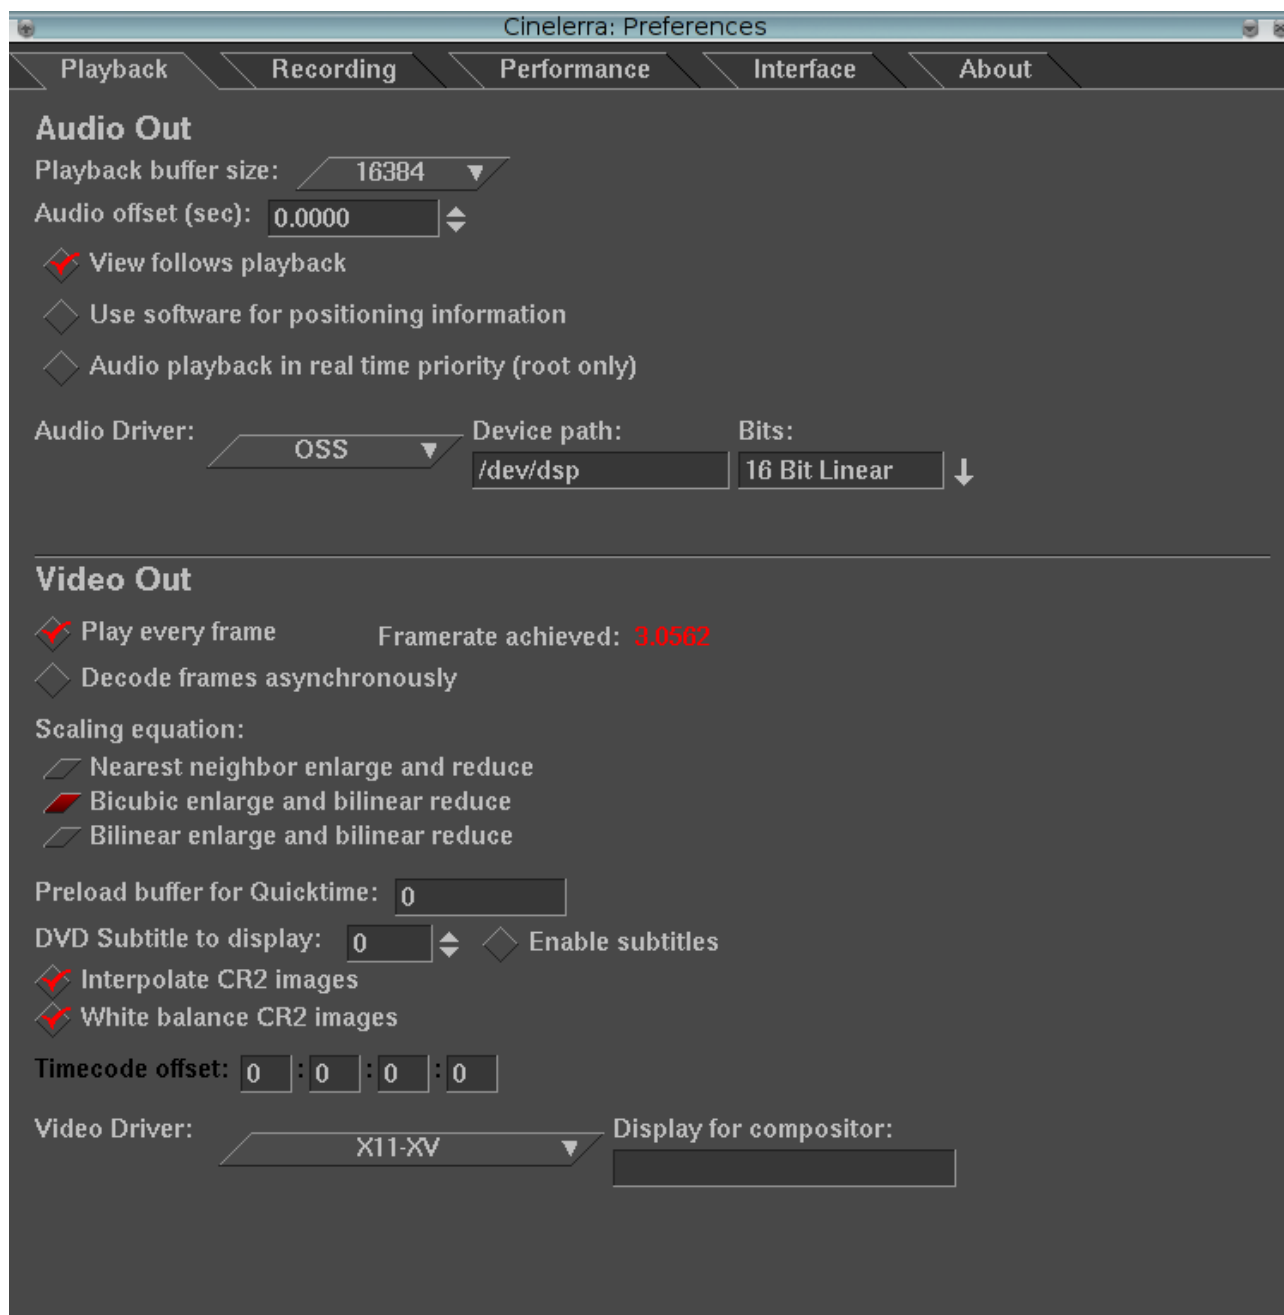 Cinelerra: Preferences
Playback Recording Performance Interface About
Audio Out
Playback buffer size: 16384
Audio offset (sec): 0.0000
View follows playback
Use software for positioning information
Audio playback in real time priority (root only)
Audio Driver: OSS Device path: Bits:
/dev/dsp 16 Bit Linear
Video Out
Play every frame Framerate achieved: 3.0562
Decode frames asynchronously
Scaling equation:
Nearest neighbor enlarge and reduce
Bicubic enlarge and bilinear reduce
Bilinear enlarge and bilinear reduce
Preload buffer for Quicktime: 0
DVD Subtitle to display: 0 Enable subtitles
Interpolate CR2 images
White balance CR2 images
Timecode offset: 0 : 0 : 0 : 0
Video Driver: X11-XV Display for compositor: